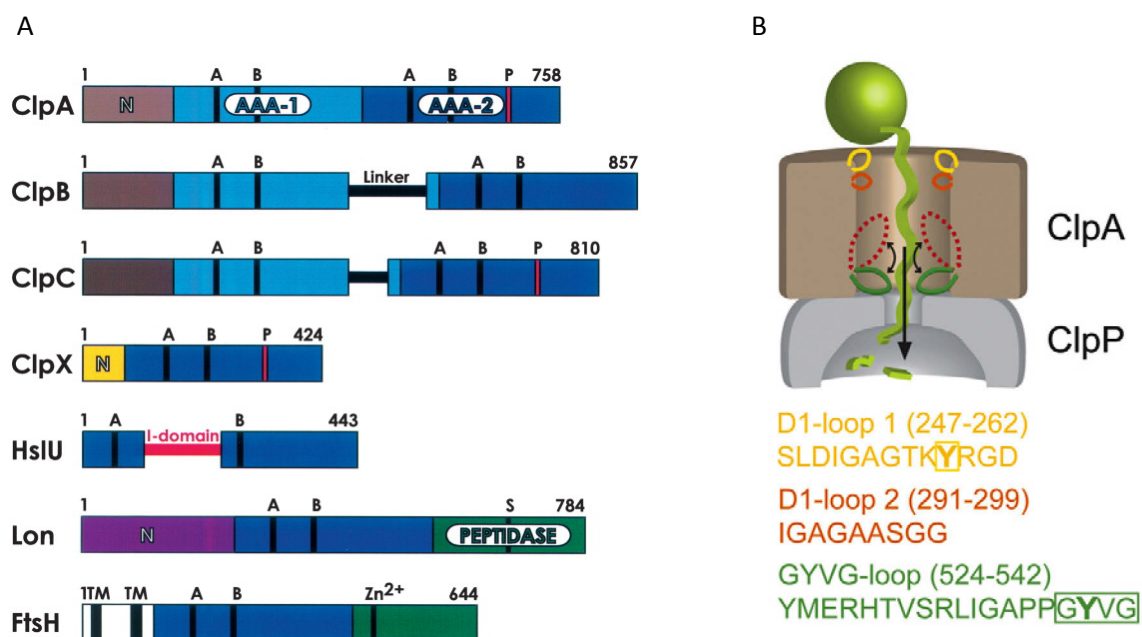 A
B
1 A B A B P 758
ClpA N AAA-1 AAA-2
A B Linker A B 857
ClpB
1 A B A B P 810
ClpC
1 A B P 424
ClpX N
1 A I-domain B 443
HslU
1 A B S 784
Lon N PEPTIDASE
1TM TM A B Zn2+ 644
FtsH
ClpA
ClpP
D1-loop 1 (247-262)
SLDIGAGTKYRGD
D1-loop 2 (291-299)
IGAGAASGG
GYVG-loop (524-542)
YMERHTVSRLIGAPPGYVG